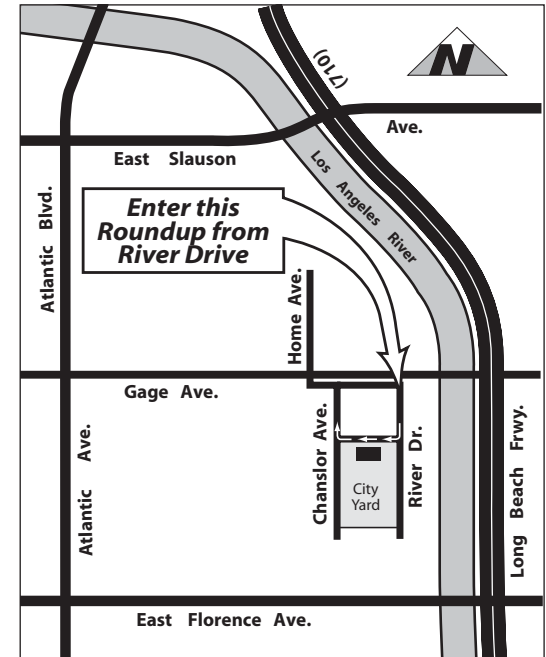 (710)
N
Ave.
East Slauson
Los Angeles River
Atlantic Blvd.
Enter this
Roundup from
River Drive
Home Ave.
Gage Ave.
Chanslor Ave.
River Dr.
Long Beach Frwy.
Atlantic Ave.
City
Yard
East Florence Ave.